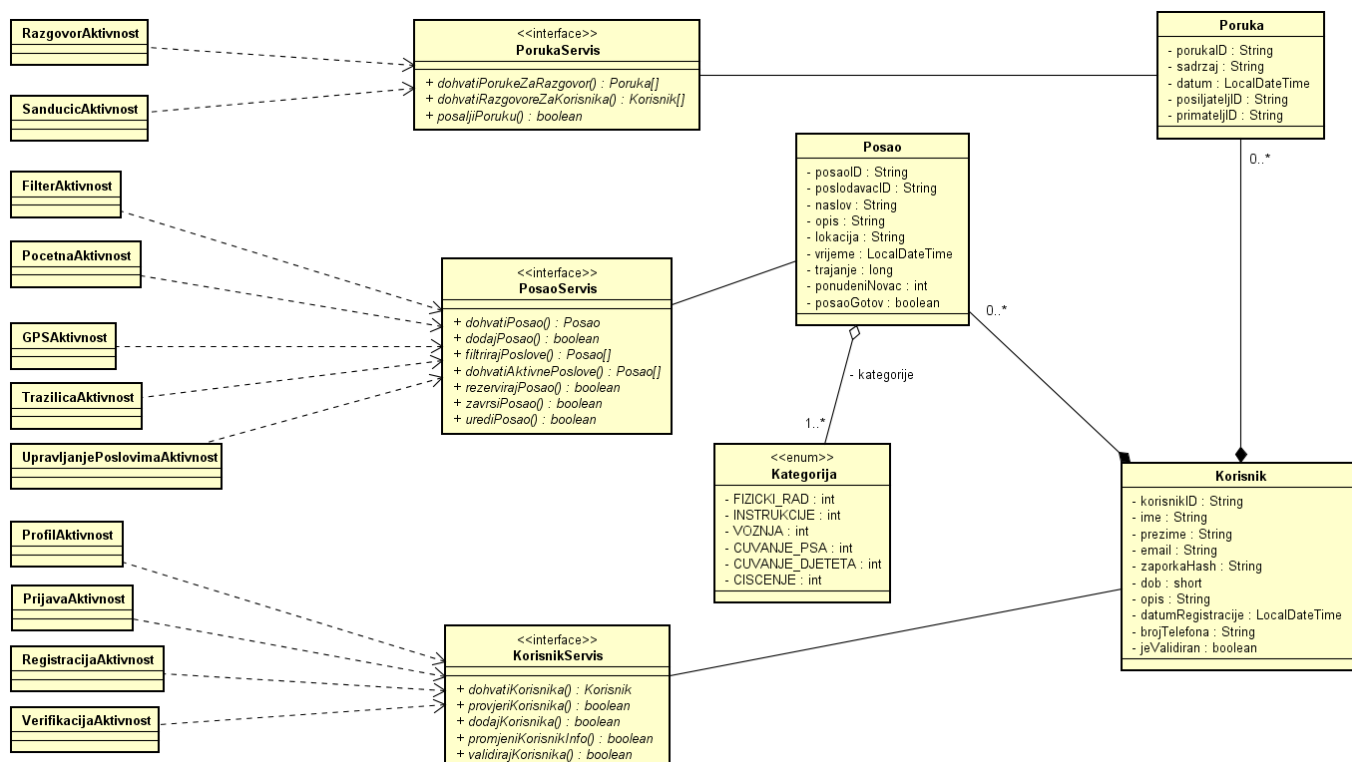 RazgovorAktivnost
SanducicAktivnost
<<interface>>
PorukaServis
+ dohvatiPorukeZaRazgovor() : Poruka[]
+ dohvatiRazgovoreZaKorisnika() : Korisnik[]
+ posaljiPoruku() : boolean
Poruka
- porukaID : String
- sadrzaj : String
- datum : LocalDateTime
- posiljateljID : String
- primateljID : String
0..*
FilterAktivnost
PocetnaAktivnost
GPSAktivnost
TrazilicaAktivnost
UpravljanjePoslovimaAktivnost
<<interface>>
PosaoServis
+ dohvatiPosao() : Posao
+ dodajPosao() : boolean
+ filtrirajPoslove() : Posao[]
+ dohvatiAktivnePoslove() : Posao[]
+ rezervirajPosao() : boolean
+ zavrsiPosao() : boolean
+ urediPosao() : boolean
Posao
- posaoID : String
- poslodavacID : String
- naslov : String
- opis : String
- lokacija : String
- vrijeme : LocalDateTime
- trajanje : long
- ponudeniNovac : int
- posaoGotov : boolean
0..*
- kategorije
1..*
<<enum>>
Kategorija
- FIZICKI_RAD : int
- INSTRUKCIJE : int
- VOZNJA : int
- CUVANJE_PSA : int
- CUVANJE_DJETETA : int
- CISCENJE : int
Korisnik
- korisnikID : String
- ime : String
- prezime : String
- email : String
- zaporkaHash : String
- dob : short
- opis : String
- datumRegistracije : LocalDateTime
- brojTelefona : String
- jeValidiran : boolean
ProfilAktivnost
PrijavaAktivnost
RegistracijaAktivnost
VerifikacijaAktivnost
<<interface>>
KorisnikServis
+ dohvatiKorisnika() : Korisnik
+ provjeriKorisnika() : boolean
+ dodajKorisnika() : boolean
+ promjeniKorisnikInfo() : boolean
+ validirajKorisnika() : boolean